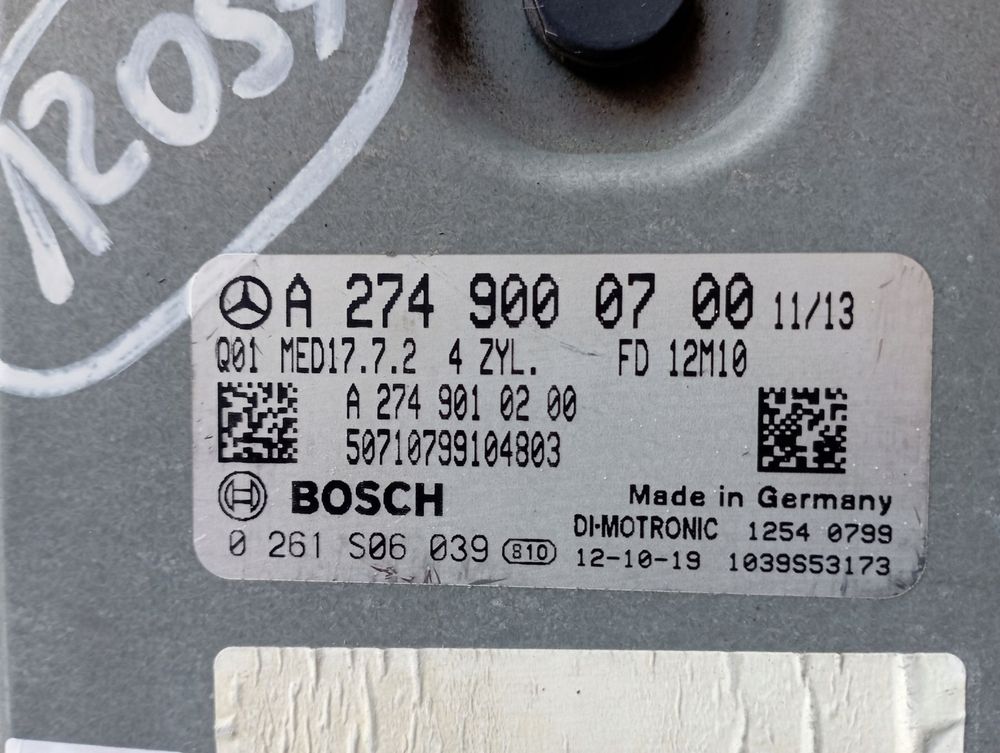 A 274 900 07 00 11/13
Q01 MED17.7.2 4 ZYL. FD 12M10
A 274 901 02 00
50710799104803
BOSCH
Made in Germany
DI-MOTRONIC 1254 0799
0 261 S06 039 810
12-10-19 1039S53173